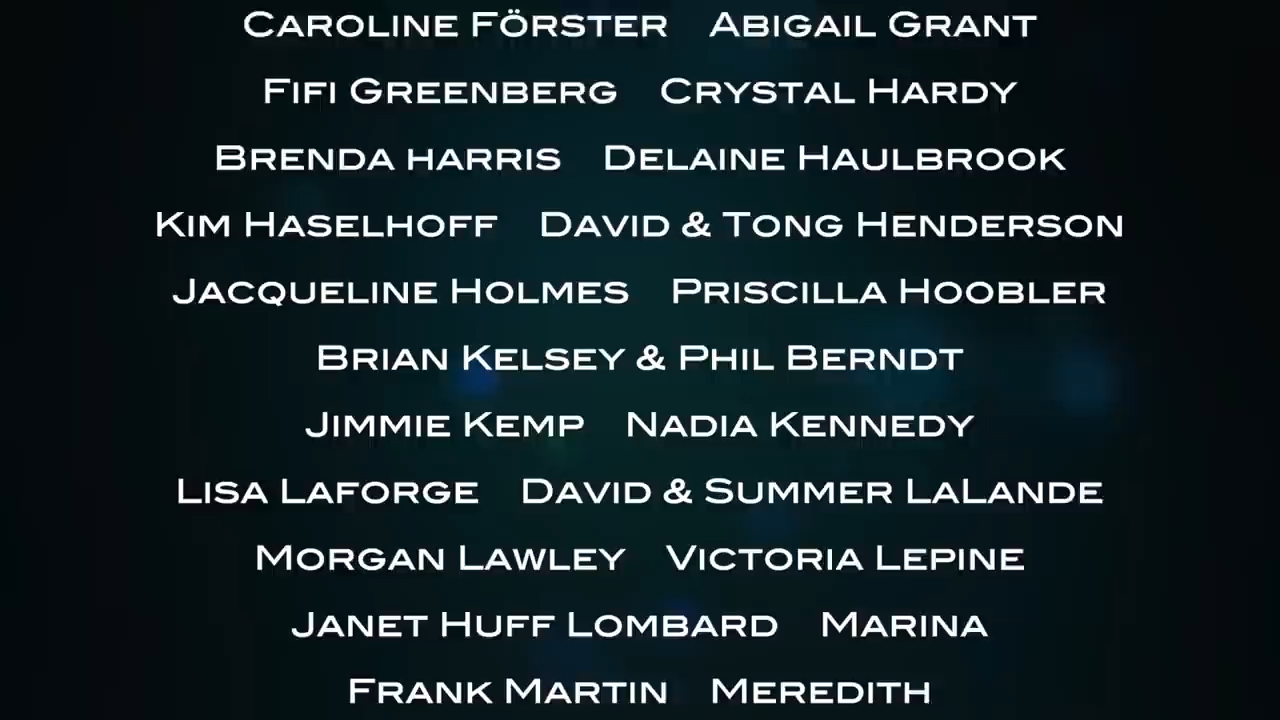 Caroline Förster Abigail Grant
Fifi Greenberg Crystal Hardy
Brenda harris Delaine Haulbrook
Kim Haselhoff David & Tong Henderson
Jacqueline Holmes Priscilla Hoobler
Brian Kelsey & Phil Berndt
Jimmie Kemp Nadia Kennedy
Lisa Laforge David & Summer LaLande
Morgan Lawley Victoria Lepine
Janet Huff Lombard Marina
Frank Martin Meredith